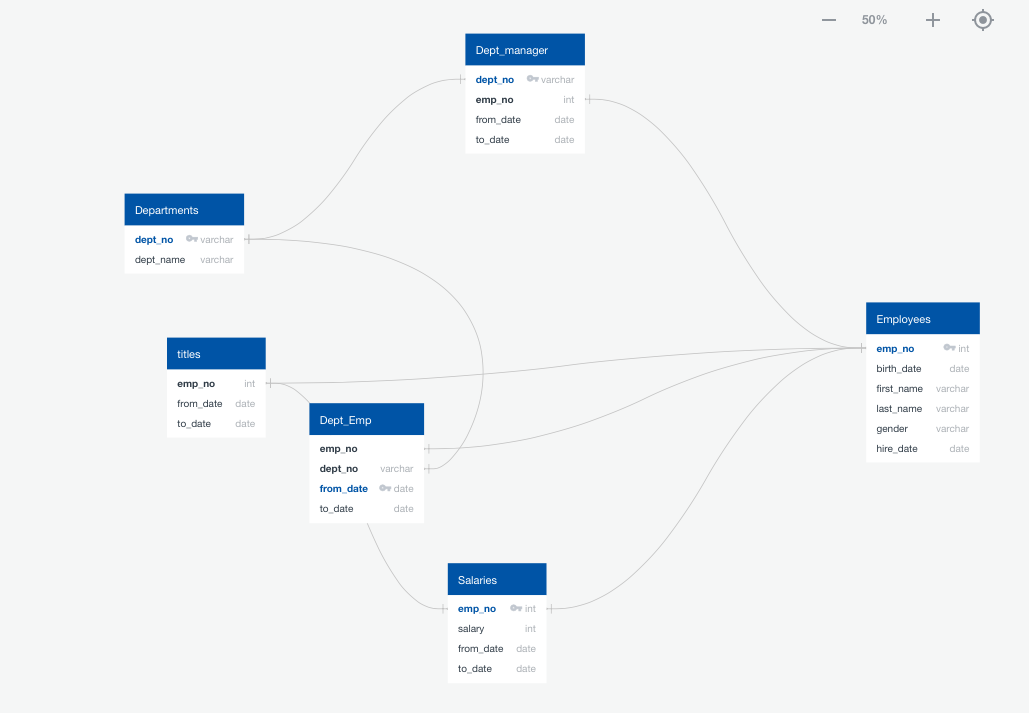 50%
Dept_manager
dept_no varchar
emp_no int
from_date date
to_date date
Departments
dept_no varchar
dept_name varchar
Employees
emp_no int
birth_date date
first_name varchar
last_name varchar
gender varchar
hire_date date
titles
emp_no int
from_date date
to_date date
Dept_Emp
emp_no
dept_no varchar
from_date date
to_date date
Salaries
emp_no int
salary int
from_date date
to_date date